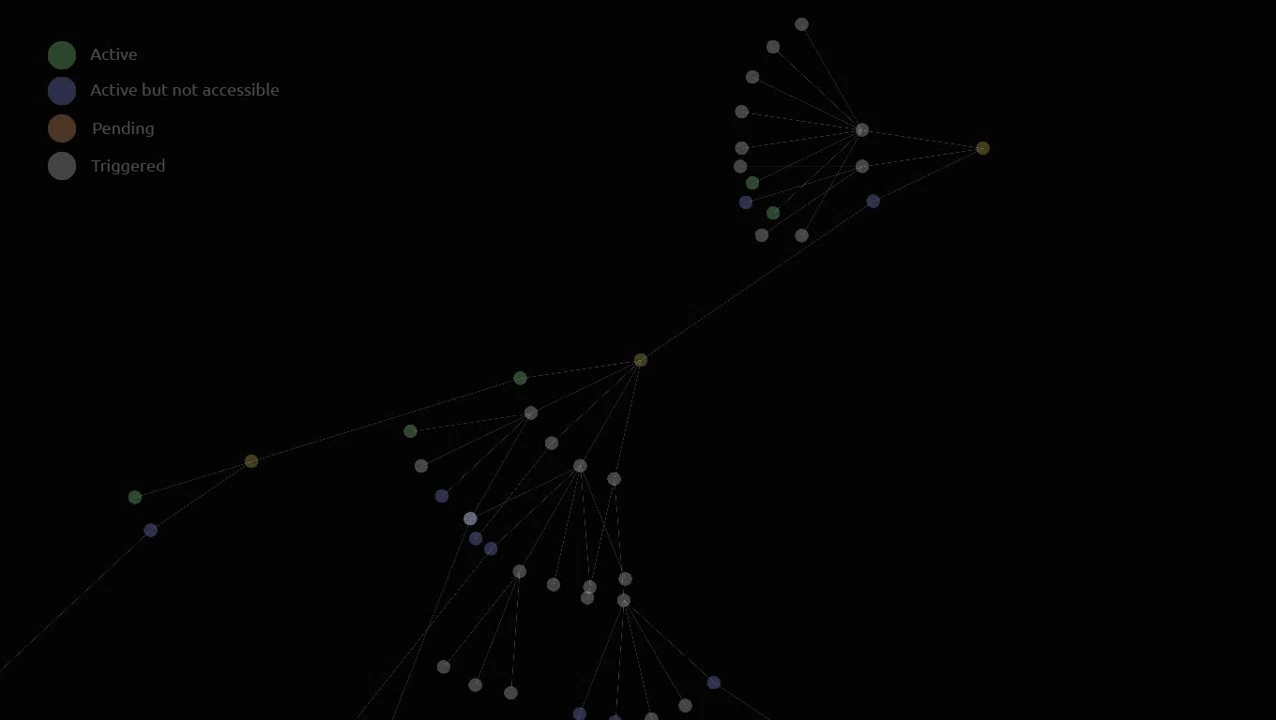 Active
Active but not accessible
Pending
Triggered